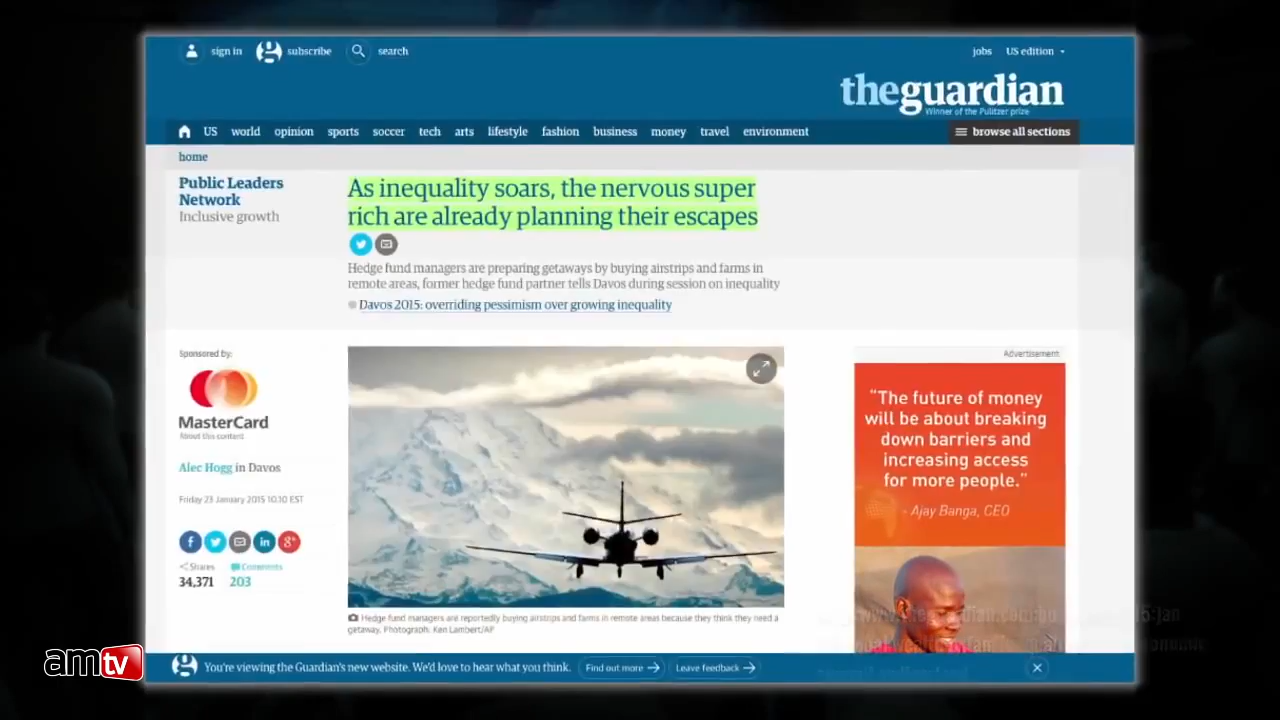 sign in
subscribe
search
jobs
US edition
theguardian
Winner of the Pulitzer prize
US
world
opinion
sports
soccer
tech
arts
lifestyle
fashion
business
money
travel
environment
browse all sections
home
Public Leaders
Network
Inclusive growth
As inequality soars, the nervous super
rich are already planning their escapes
Hedge fund managers are preparing getaways by buying airstrips and farms in
remote areas, former hedge fund partner tells Davos during session on inequality
Davos 2015: overriding pessimism over growing inequality
Sponsored by:
MasterCard
About this content
Alec Hogg in Davos
Friday 23 January 2015 10.10 EST
f
in
g+
Shares
Comments
34,371
203
Hedge fund managers are reportedly buying airstrips and farms in remote areas because they think they need a
getaway. Photograph: Ken Lambert/AP
Advertisement
“The future of money
will be about breaking
down barriers and
increasing access
for more people.”
- Ajay Banga, CEO
amtv
You're viewing the Guardian's new website. We'd love to hear what you think.
Find out more →
Leave feedback →